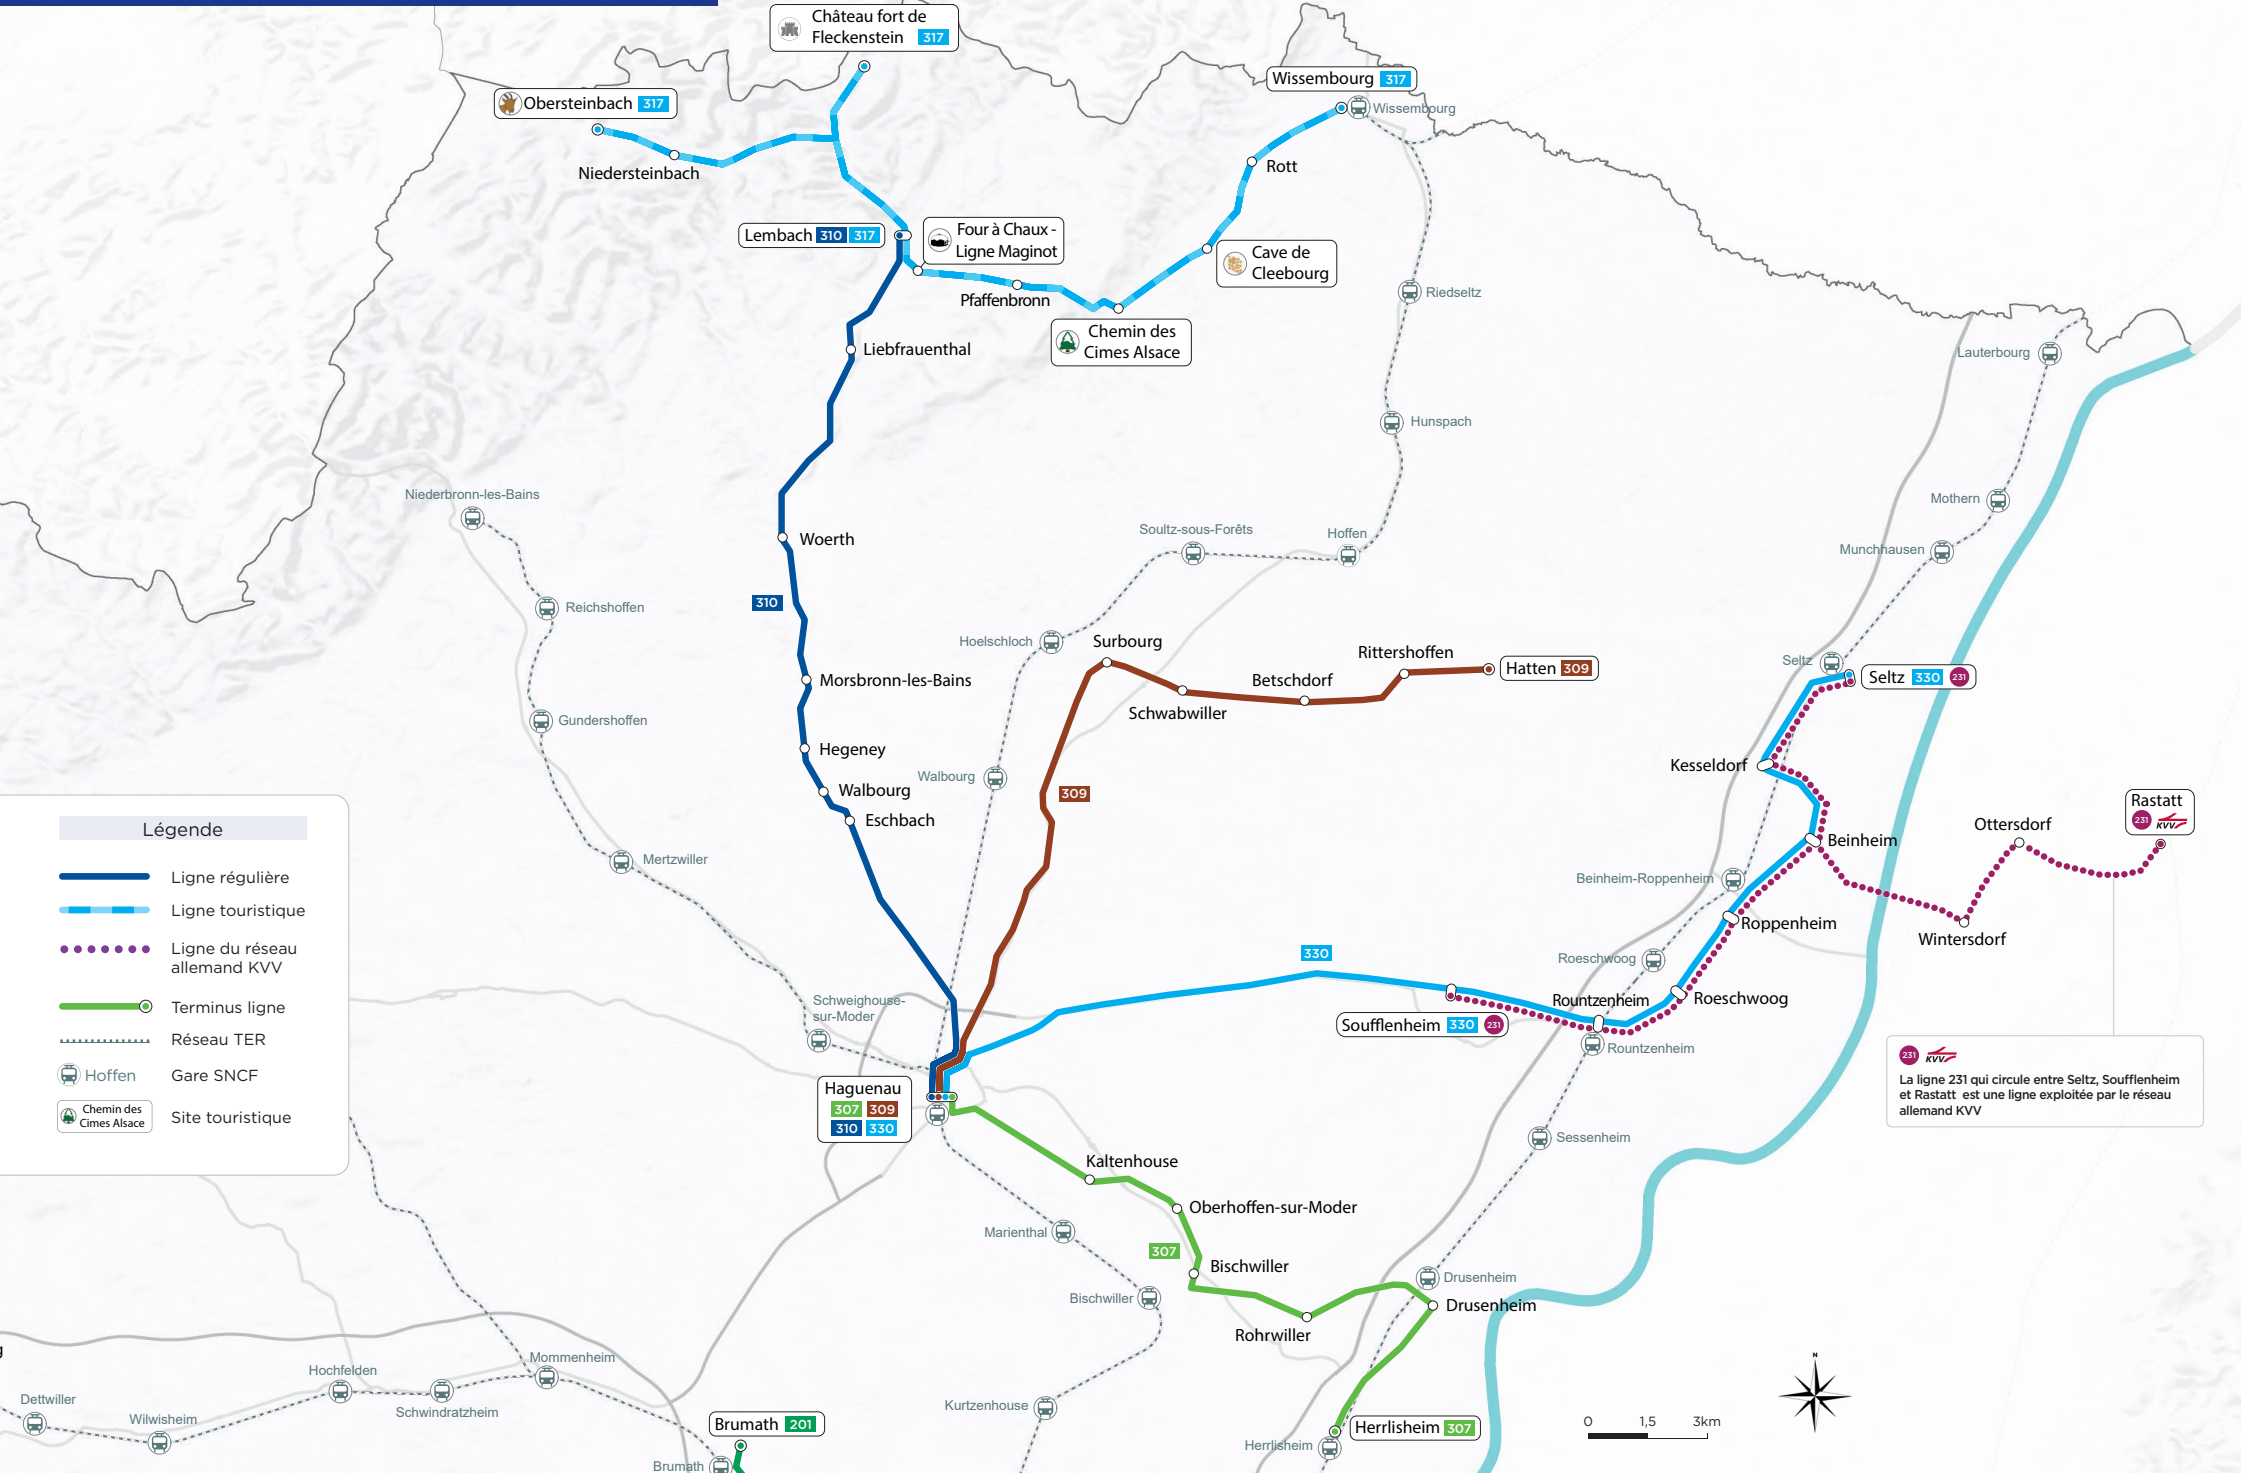 Château fort de
Fleckenstein 317
Wissembourg 317
Wissembourg
Obersteinbach 317
Niedersteinbach
Rott
Lembach 310 317
Four à Chaux -
Ligne Maginot
Cave de
Cleebourg
Pfaffenbronn
Riedseltz
Chemin des
Cimes Alsace
Liebfrauenthal
Lauterbourg
Hunspach
Niederbronn-les-Bains
Mothern
Soultz-sous-Forêts
Hoffen
Woerth
Munchhausen
310
Reichshoffen
Hoelschloch
Surbourg
Rittershoffen
Hatten 309
Seltz
Seltz 330 231
Morsbronn-les-Bains
Betschdorf
Schwabwiller
Gundershoffen
Hegeney
Kesseldorf
Walbourg
Walbourg
309
Eschbach
Rastatt
231 KVV
Ottersdorf
Beinheim
Légende
Ligne régulière
Ligne touristique
Ligne du réseau
allemand KVV
Terminus ligne
Réseau TER
Hoffen Gare SNCF
Chemin des
Cimes Alsace
Site touristique
Mertzwiller
Beinheim-Roppenheim
Roppenheim
Wintersdorf
330
Roeschwoog
Roeschwoog
Rountzenheim
Schweighouse-
sur-Moder
Soufflenheim 330 231
Rountzenheim
231 KVV
La ligne 231 qui circule entre Seltz, Soufflenheim
et Rastatt est une ligne exploitée par le réseau
allemand KVV
Haguenau
307 309
310 330
Sessenheim
Kaltenhouse
Oberhoffen-sur-Moder
Marienthal
307
Bischwiller
Bischwiller
Drusenheim
Drusenheim
Rohrwiller
g
Mommenheim
Hochfelden
Dettwiller
Wilwisheim
Schwindratzheim
Kurtzenhouse
Brumath 201
Brumath
Herrlisheim 307
Herrlisheim
N
0 1,5 3km